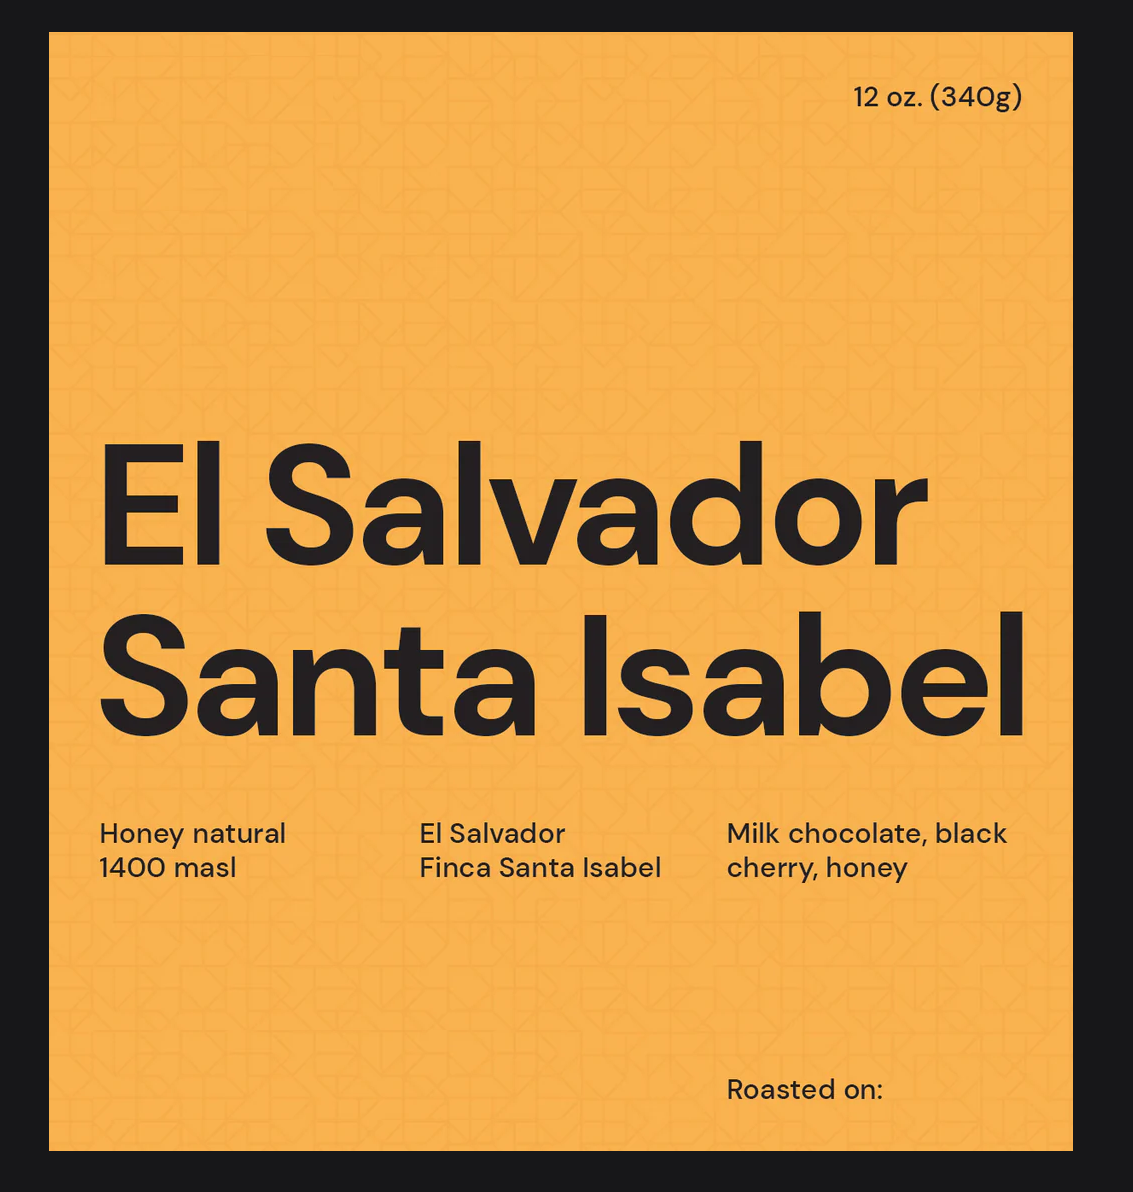 12 oz. (340g)
El Salvador
Santa Isabel
Honey natural
1400 masl
El Salvador
Finca Santa Isabel
Milk chocolate, black
cherry, honey
Roasted on: